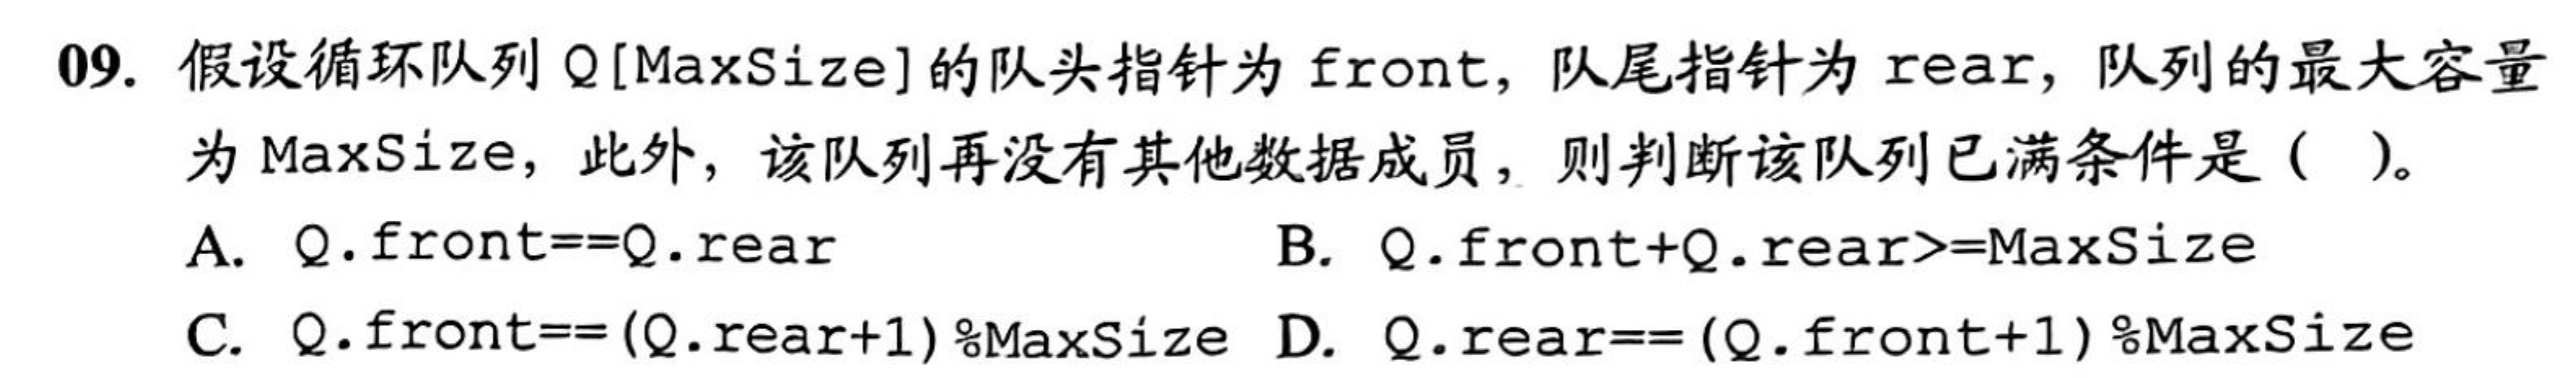 09. 假设循环队列 Q[MaxSize]的队头指针为 front，队尾指针为 rear，队列的最大容量
为 MaxSize，此外，该队列再没有其他数据成员，则判断该队列已满条件是（ ）。
A. Q.front==Q.rear B. Q.front+Q.rear>=MaxSize
C. Q.front==(Q.rear+1)%MaxSize D. Q.rear==(Q.front+1)%MaxSize